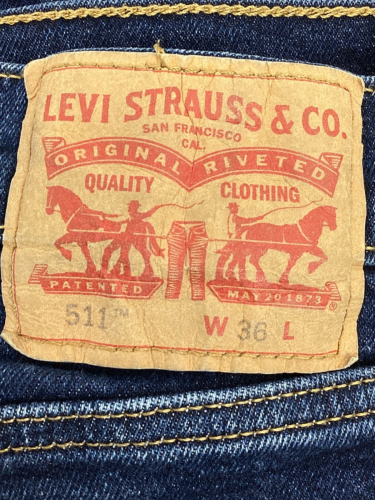 LEVI STRAUSS & CO.
SAN FRANCISCO
CAL.
ORIGINAL RIVETED
QUALITY CLOTHING
PATENTED MAY 20 1873
511™ W 36 L
®